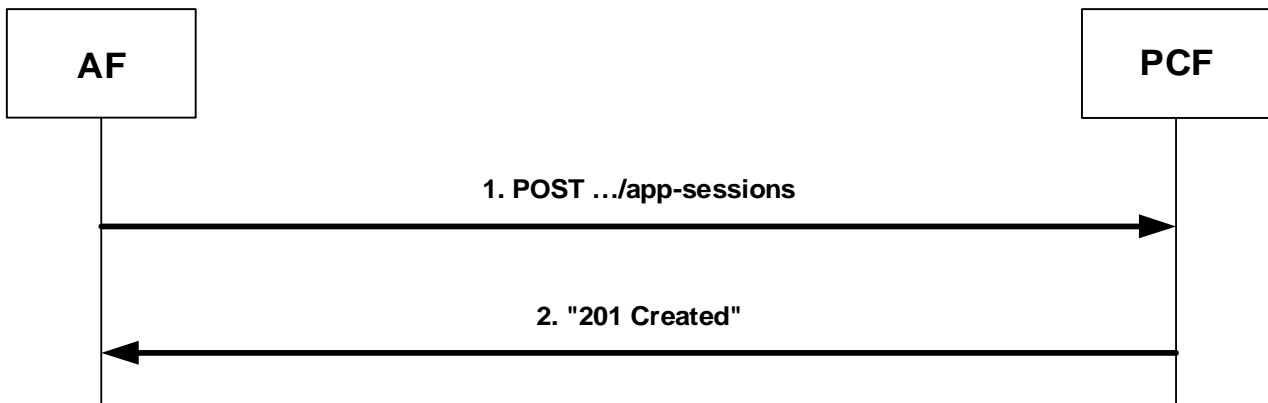 AF
PCF
1. POST …/app-sessions
2. "201 Created"